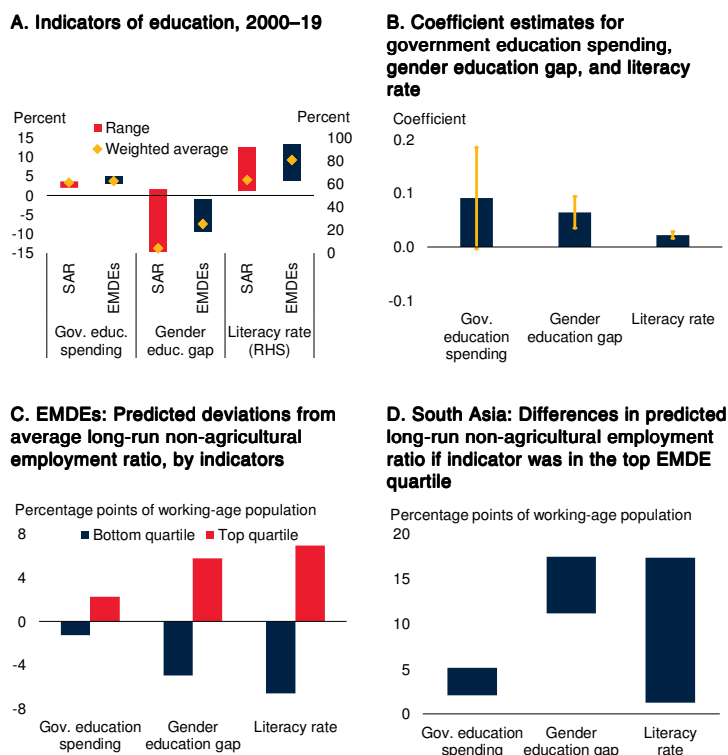 A. Indicators of education, 2000–19
Percent
Percent
Range
Weighted average
15
10
5
0
-5
-10
-15
100
80
60
40
20
0
SAR
EMDEs
SAR
EMDEs
SAR
EMDEs
Gov. educ.
spending
Gender
educ. gap
Literacy rate
(RHS)
B. Coefficient estimates for
government education spending,
gender education gap, and literacy
rate
Coefficient
0.2
0.1
0.0
-0.1
Gov.
education
spending
Gender
education gap
Literacy rate
C. EMDEs: Predicted deviations from
average long-run non-agricultural
employment ratio, by indicators
Percentage points of working-age population
Bottom quartile
Top quartile
8
4
0
-4
-8
Gov. education
spending
Gender
education gap
Literacy rate
D. South Asia: Differences in predicted
long-run non-agricultural employment
ratio if indicator was in the top EMDE
quartile
Percentage points of working-age population
20
15
10
5
0
Gov. education
spending
Gender
education gap
Literacy
rate